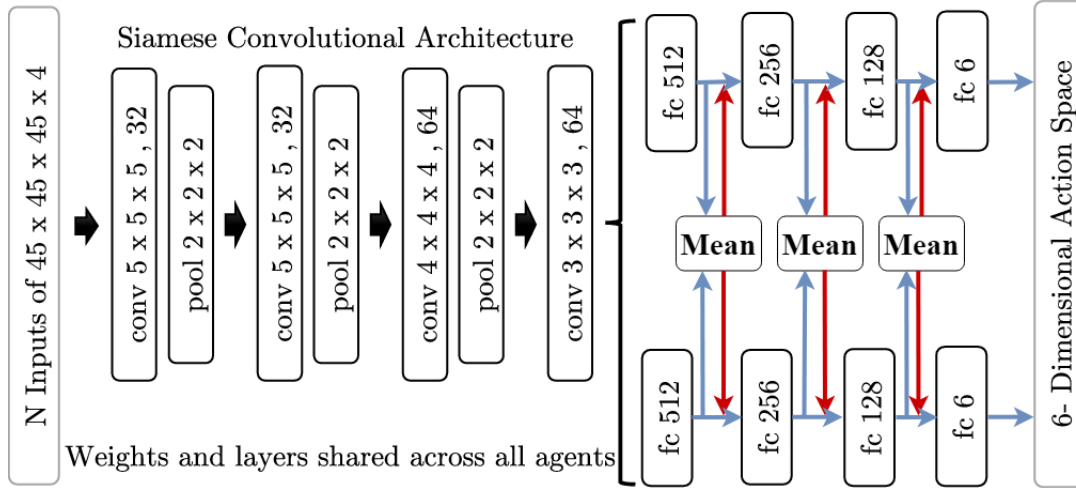 N Inputs of 45 x 45 x 45 x 4
Siamese Convolutional Architecture
conv 5 x 5 x 5 , 32
pool 2 x 2 x 2
conv 5 x 5 x 5 , 32
pool 2 x 2 x 2
conv 4 x 4 x 4 , 64
pool 2 x 2 x 2
conv 3 x 3 x 3 , 64
Weights and layers shared across all agents
fc 512
fc 256
fc 128
fc 6
Mean
Mean
Mean
fc 512
fc 256
fc 128
fc 6
6- Dimensional Action Space